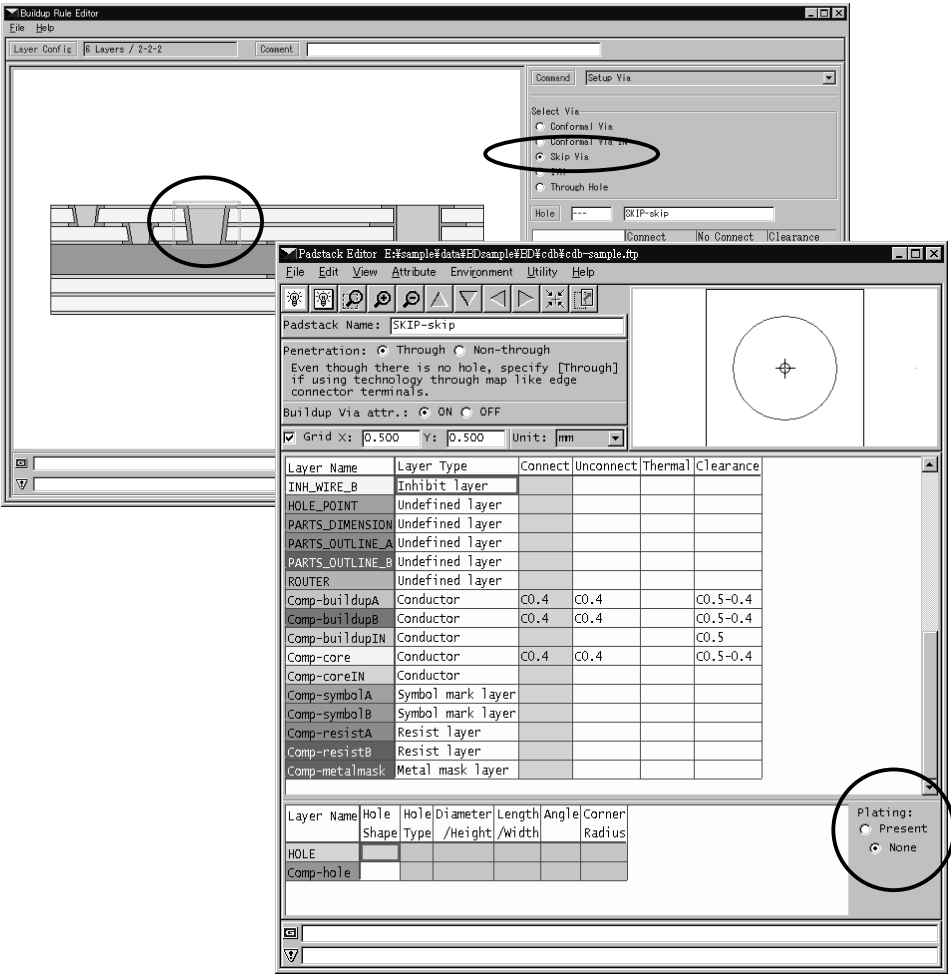 Buildup Rule Editor
File Help
Layer Config 6 Layers / 2-2-2 Comment
Command Setup Via
Select Via
Conformal Via
Conformal Via IN
Skip Via
Through Hole
Hole --- SKIP-skip
Connect No Connect Clearance
Padstack Editor E:¥sample¥data¥BDsample¥BD¥cdb¥cdb-sample.ftp
File Edit View Attribute Environment Utility Help
Padstack Name: SKIP-skip
Penetration: Through Non-through
Even though there is no hole, specify [Through]
if using technology through map like edge
connector terminals.
Buildup Via attr.: ON OFF
Grid X: 0.500 Y: 0.500 Unit: mm
Layer Name Layer Type Connect Unconnect Thermal Clearance
INH_WIRE_B Inhibit layer
HOLE_POINT Undefined layer
PARTS_DIMENSION Undefined layer
PARTS_OUTLINE_A Undefined layer
PARTS_OUTLINE_B Undefined layer
ROUTER Undefined layer
Comp-buildupA Conductor C0.4 C0.4 C0.5-0.4
Comp-buildupB Conductor C0.4 C0.4 C0.5-0.4
Comp-buildupIN Conductor C0.5
Comp-core Conductor C0.4 C0.4 C0.5-0.4
Comp-coreIN Conductor
Comp-symbolA Symbol mark layer
Comp-symbolB Symbol mark layer
Comp-resistA Resist layer
Comp-resistB Resist layer
Comp-metalmask Metal mask layer
Layer Name Hole Shape Hole Type Diameter /Height Length /Width Angle Corner Radius
HOLE
Comp-hole
Plating:
Present
None